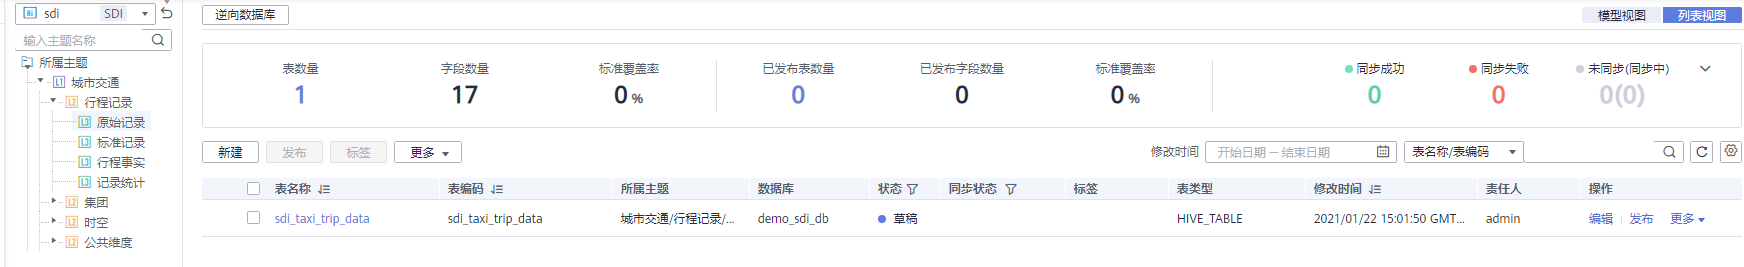 sdi SDI
逆向数据库
模型视图 列表视图
输入主题名称
所属主题
L1 城市交通
L2 行程记录
L3 原始记录
L3 标准记录
L3 行程事实
L3 记录统计
L2 集团
L2 时空
L2 公共维度
表数量 字段数量 标准覆盖率 已发布表数量 已发布字段数量 标准覆盖率 同步成功 同步失败 未同步(同步中)
1 17 0 % 0 0 0 % 0 0 0(0)
新建 发布 标签 更多 修改时间 开始日期 – 结束日期 表名称/表编码
表名称 表编码 所属主题 数据库 状态 同步状态 标签 表类型 修改时间 责任人 操作
sdi_taxi_trip_data sdi_taxi_trip_data 城市交通/行程记录/... demo_sdi_db 草稿 HIVE_TABLE 2021/01/22 15:01:50 GMT... admin 编辑 发布 更多